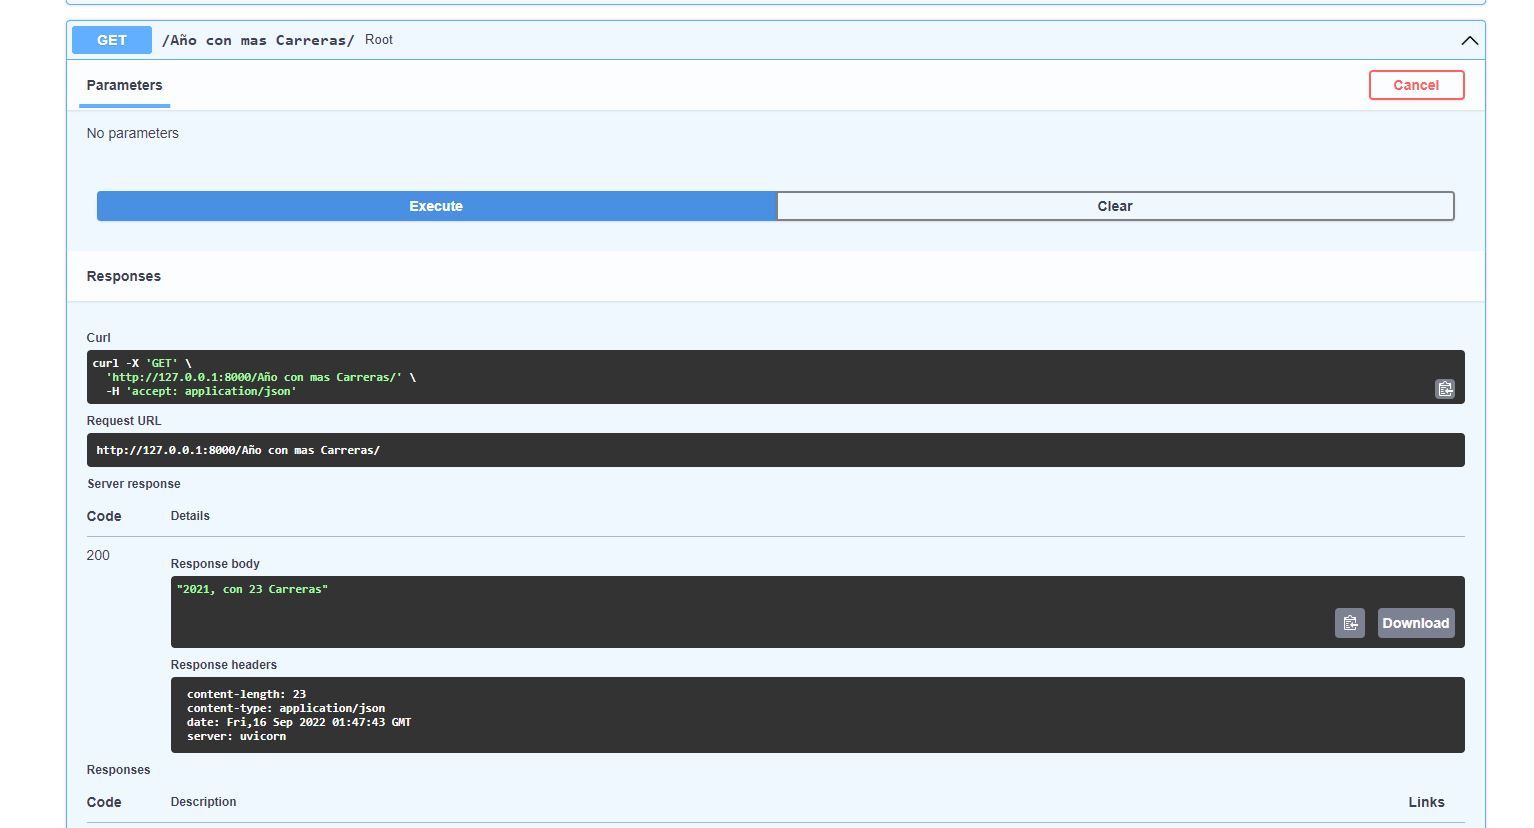 GET /Año con mas Carreras/ Root
Parameters
Cancel
No parameters
Execute
Clear
Responses
Curl
curl -X 'GET' \
'http://127.0.0.1:8000/Año con mas Carreras/' \
-H 'accept: application/json'
Request URL
http://127.0.0.1:8000/Año con mas Carreras/
Server response
Code Details
200
Response body
"2021, con 23 Carreras"
Download
Response headers
content-length: 23
content-type: application/json
date: Fri,16 Sep 2022 01:47:43 GMT
server: uvicorn
Responses
Code Description Links